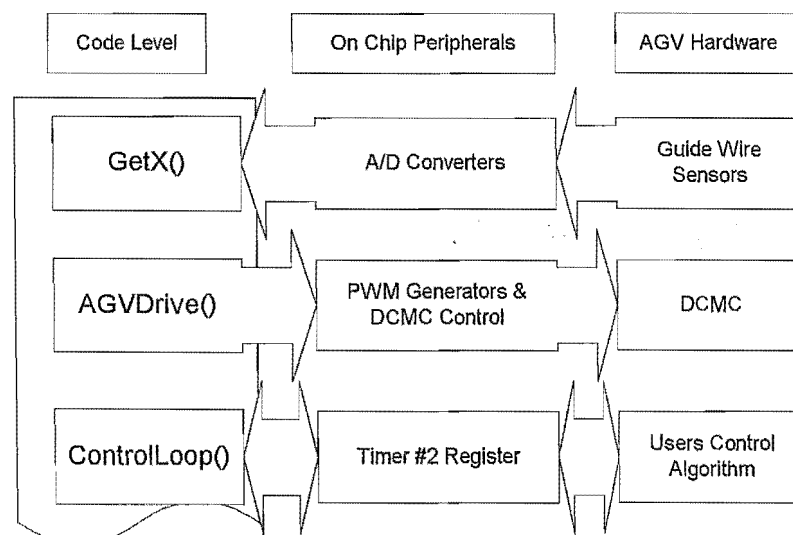 Code Level
On Chip Peripherals
AGV Hardware
GetX()
A/D Converters
Guide Wire
Sensors
AGVDrive()
PWM Generators &
DCMC Control
DCMC
ControlLoop()
Timer #2 Register
Users Control
Algorithm